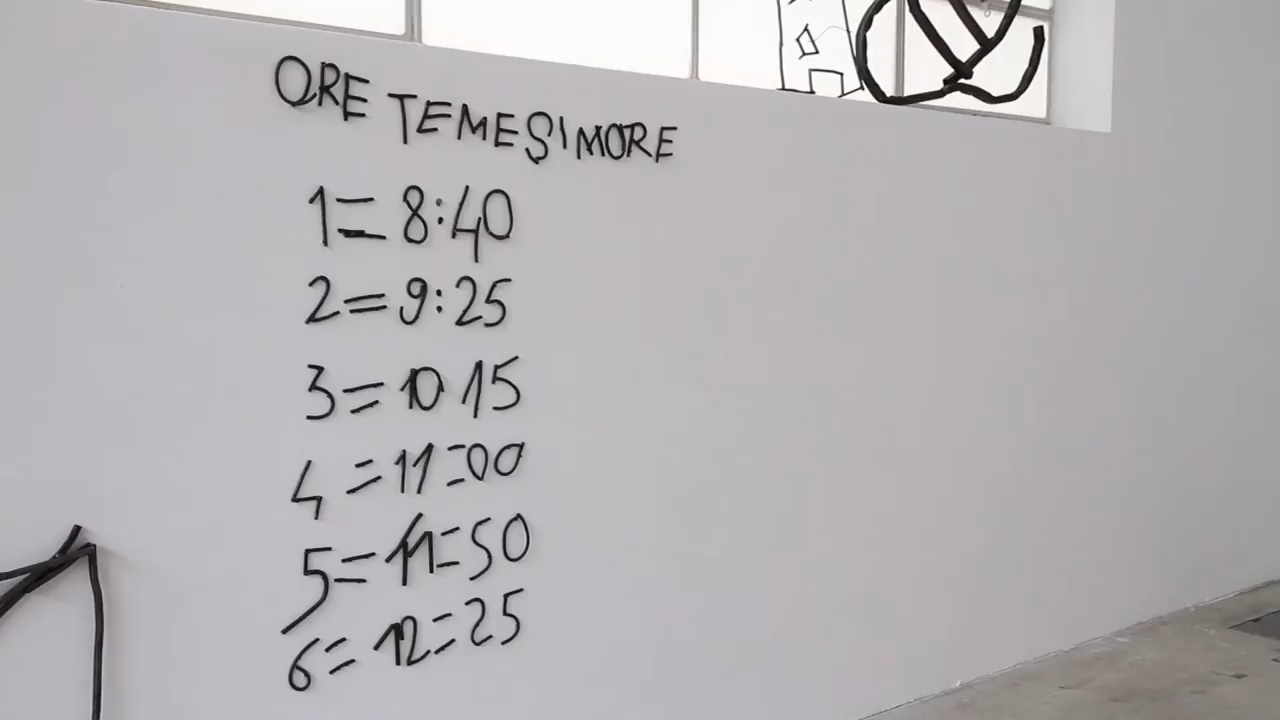 ORE TEMESIMORE
1= 8:40
2= 9:25
3= 10 15
4 =11=00
5=11=50
6= 12=25